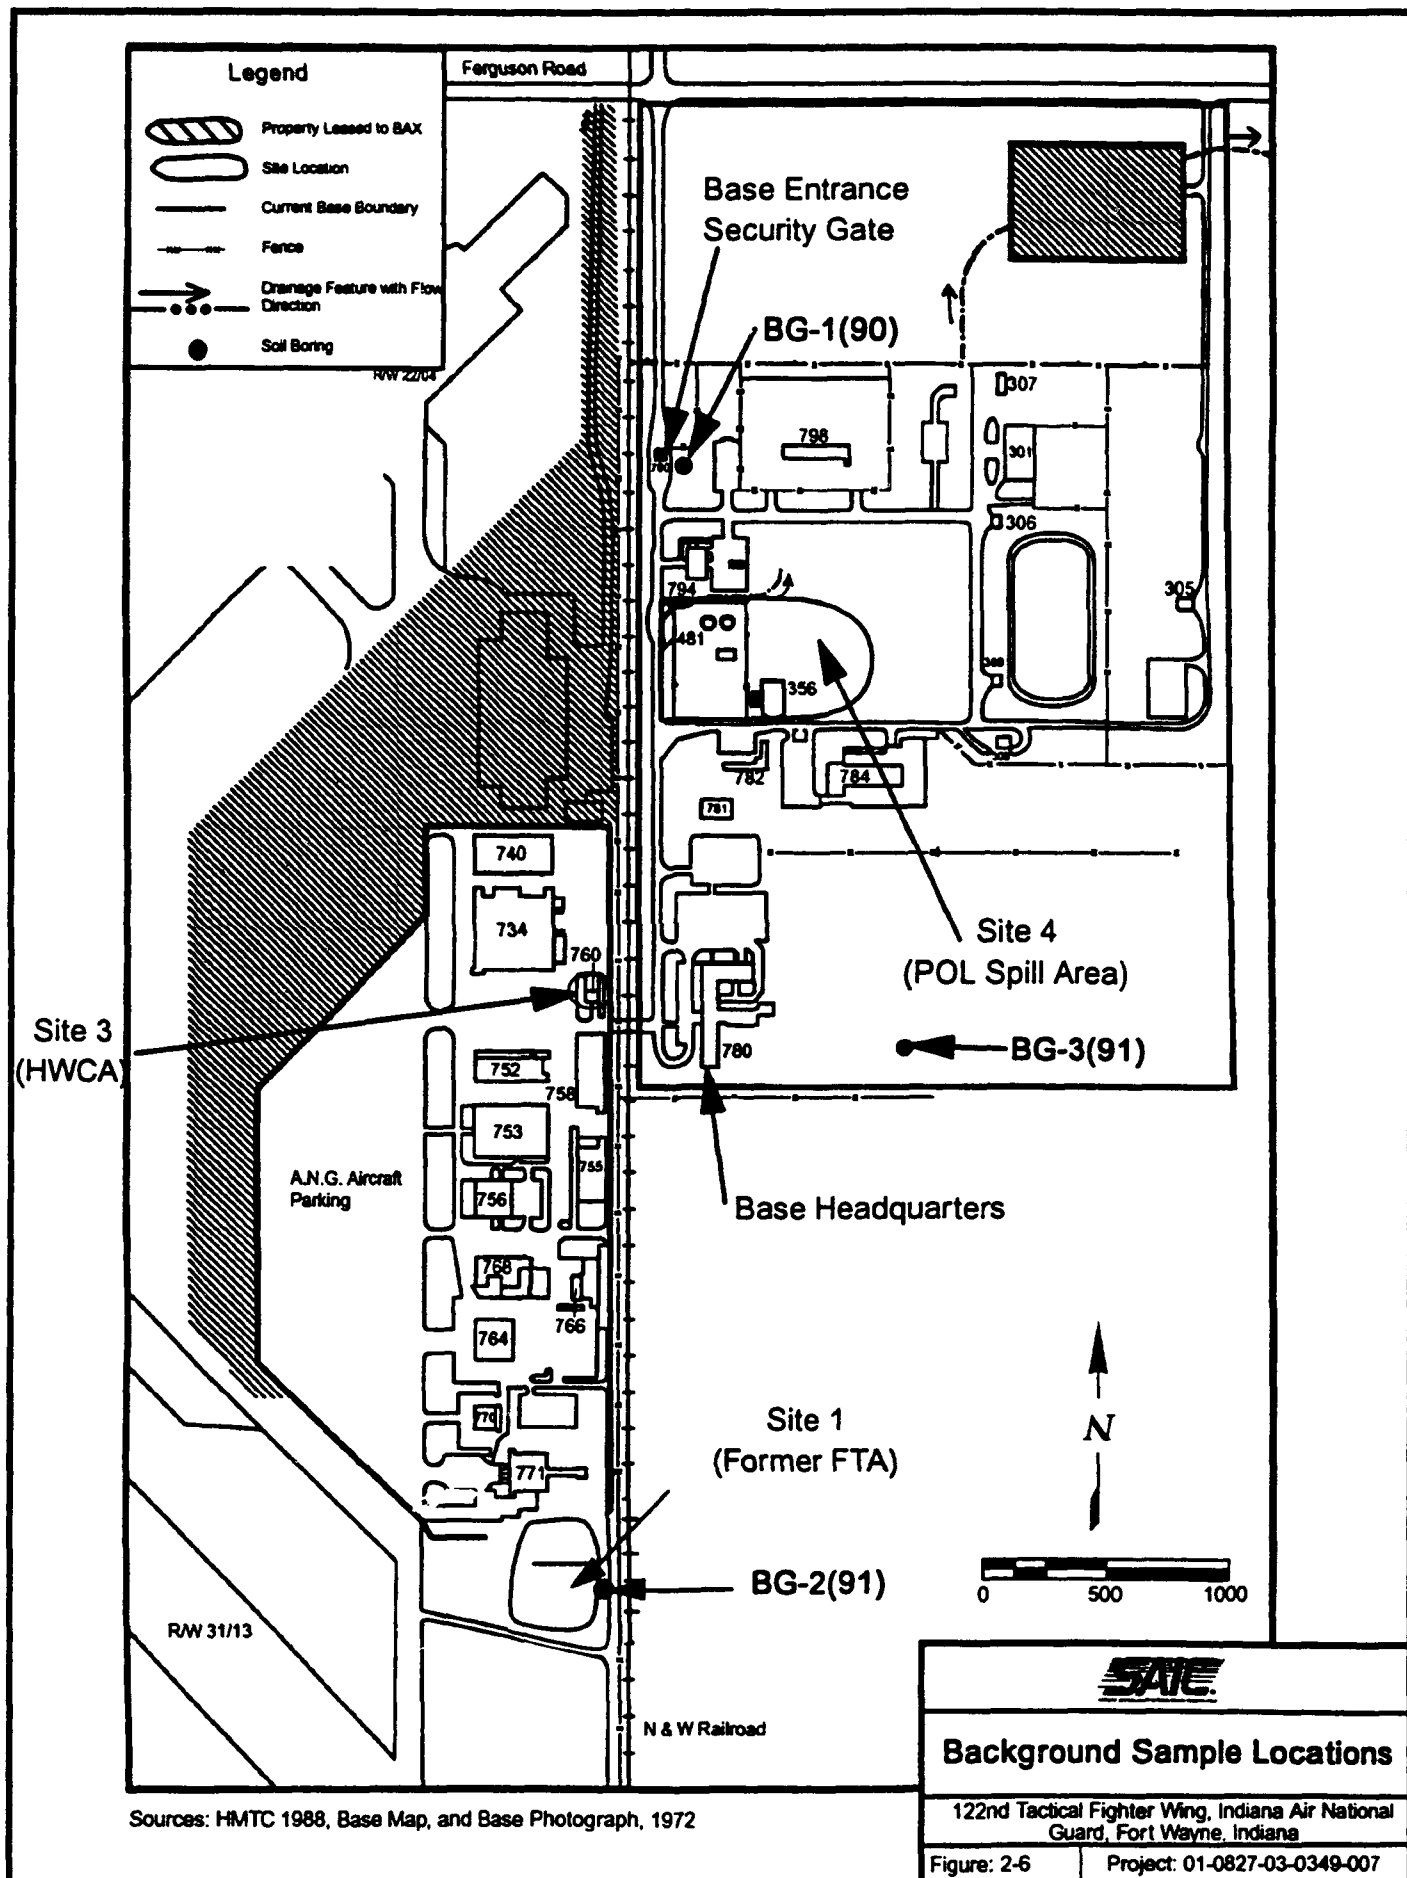 Legend
Property Leased to BAX
Site Location
Current Base Boundary
Fence
Drainage Feature with Flow
Direction
Soil Boring
Ferguson Road
R/W 22/04
Base Entrance
Security Gate
BG-1(90)
307
798
301
306
794
305
481
356
782
784
781
740
734
760
Site 4
(POL Spill Area)
Site 3
(HWCA)
BG-3(91)
780
752
758
753
755
A.N.G. Aircraft
Parking
756
Base Headquarters
768
766
764
N
Site 1
(Former FTA)
770
771
BG-2(91)
0 500 1000
R/W 31/13
N & W Railroad
SAIC
Background Sample Locations
122nd Tactical Fighter Wing, Indiana Air National
Guard, Fort Wayne, Indiana
Figure: 2-6 Project: 01-0827-03-0349-007
Sources: HMTC 1988, Base Map, and Base Photograph, 1972